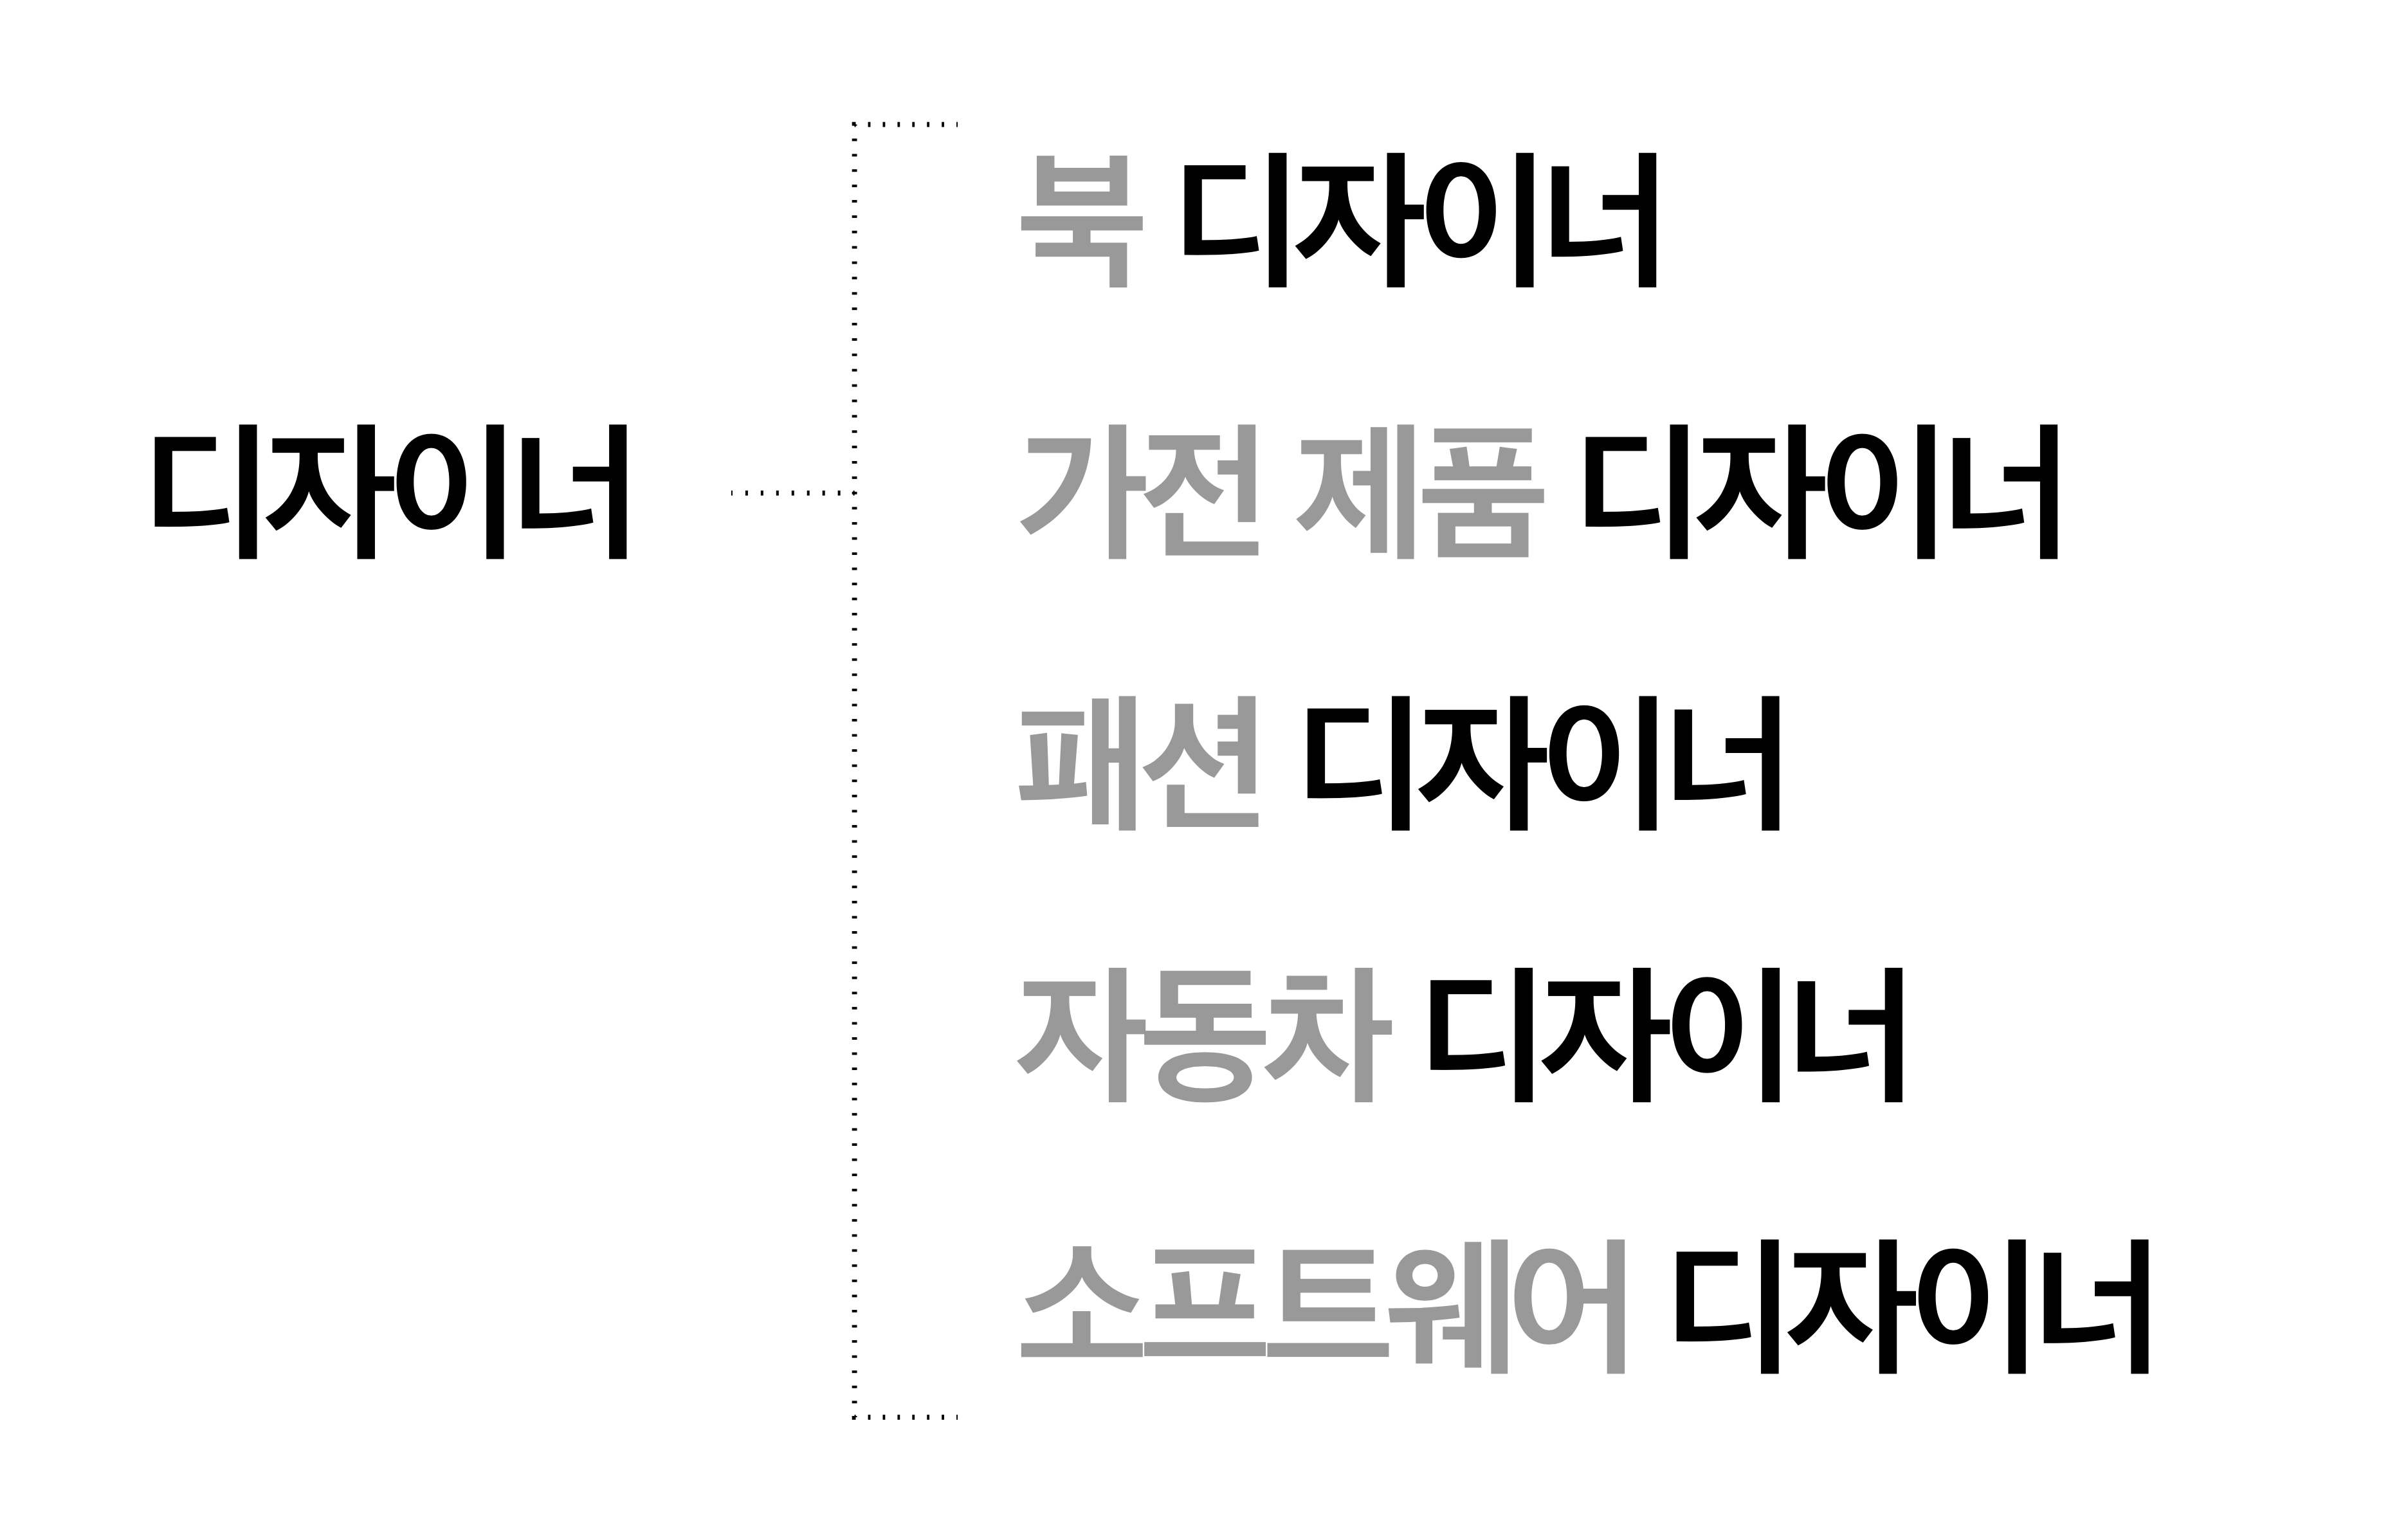 디자이너
북 디자이너
가전 제품 디자이너
패션 디자이너
자동차 디자이너
소프트웨어 디자이너